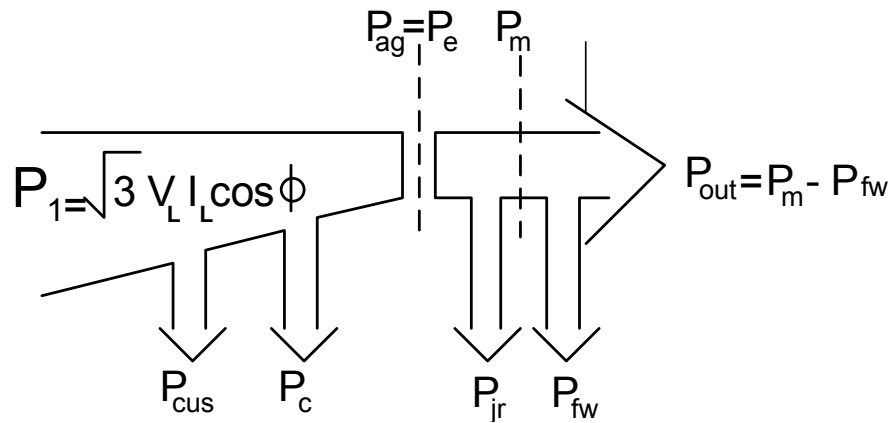 Pag=Pe
Pm
P1=√3 VL IL cosϕ
Pout=Pm- Pfw
Pcus
Pc
Pjr
Pfw